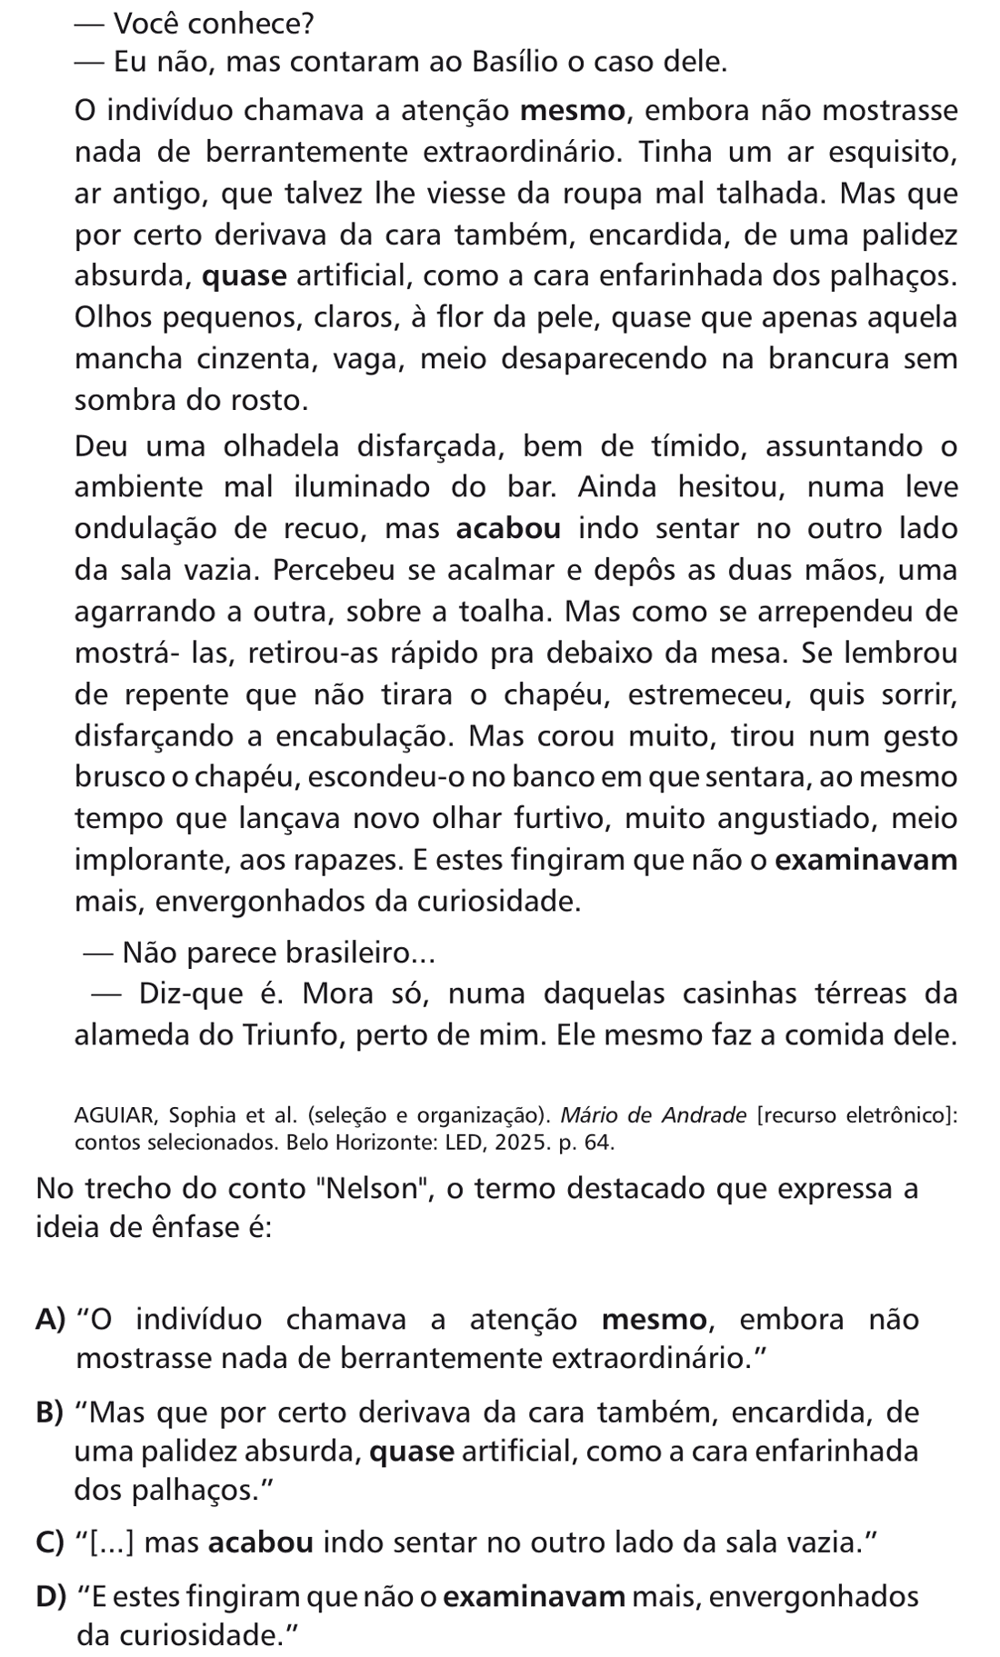 — Você conhece?
— Eu não, mas contaram ao Basílio o caso dele.
O indivíduo chamava a atenção mesmo, embora não mostrasse
nada de berrantemente extraordinário. Tinha um ar esquisito,
ar antigo, que talvez lhe viesse da roupa mal talhada. Mas que
por certo derivava da cara também, encardida, de uma palidez
absurda, quase artificial, como a cara enfarinhada dos palhaços.
Olhos pequenos, claros, à flor da pele, quase que apenas aquela
mancha cinzenta, vaga, meio desaparecendo na brancura sem
sombra do rosto.
Deu uma olhadela disfarçada, bem de tímido, assuntando o
ambiente mal iluminado do bar. Ainda hesitou, numa leve
ondulação de recuo, mas acabou indo sentar no outro lado
da sala vazia. Percebeu se acalmar e depôs as duas mãos, uma
agarrando a outra, sobre a toalha. Mas como se arrependeu de
mostrá- las, retirou-as rápido pra debaixo da mesa. Se lembrou
de repente que não tirara o chapéu, estremeceu, quis sorrir,
disfarçando a encabulação. Mas corou muito, tirou num gesto
brusco o chapéu, escondeu-o no banco em que sentara, ao mesmo
tempo que lançava novo olhar furtivo, muito angustiado, meio
implorante, aos rapazes. E estes fingiram que não o examinavam
mais, envergonhados da curiosidade.
— Não parece brasileiro...
— Diz-que é. Mora só, numa daquelas casinhas térreas da
alameda do Triunfo, perto de mim. Ele mesmo faz a comida dele.
AGUIAR, Sophia et al. (seleção e organização). Mário de Andrade [recurso eletrônico]:
contos selecionados. Belo Horizonte: LED, 2025. p. 64.
No trecho do conto "Nelson", o termo destacado que expressa a
ideia de ênfase é:
A) “O indivíduo chamava a atenção mesmo, embora não
mostrasse nada de berrantemente extraordinário.”
B) “Mas que por certo derivava da cara também, encardida, de
uma palidez absurda, quase artificial, como a cara enfarinhada
dos palhaços.”
C) “[...] mas acabou indo sentar no outro lado da sala vazia.”
D) “E estes fingiram que não o examinavam mais, envergonhados
da curiosidade.”